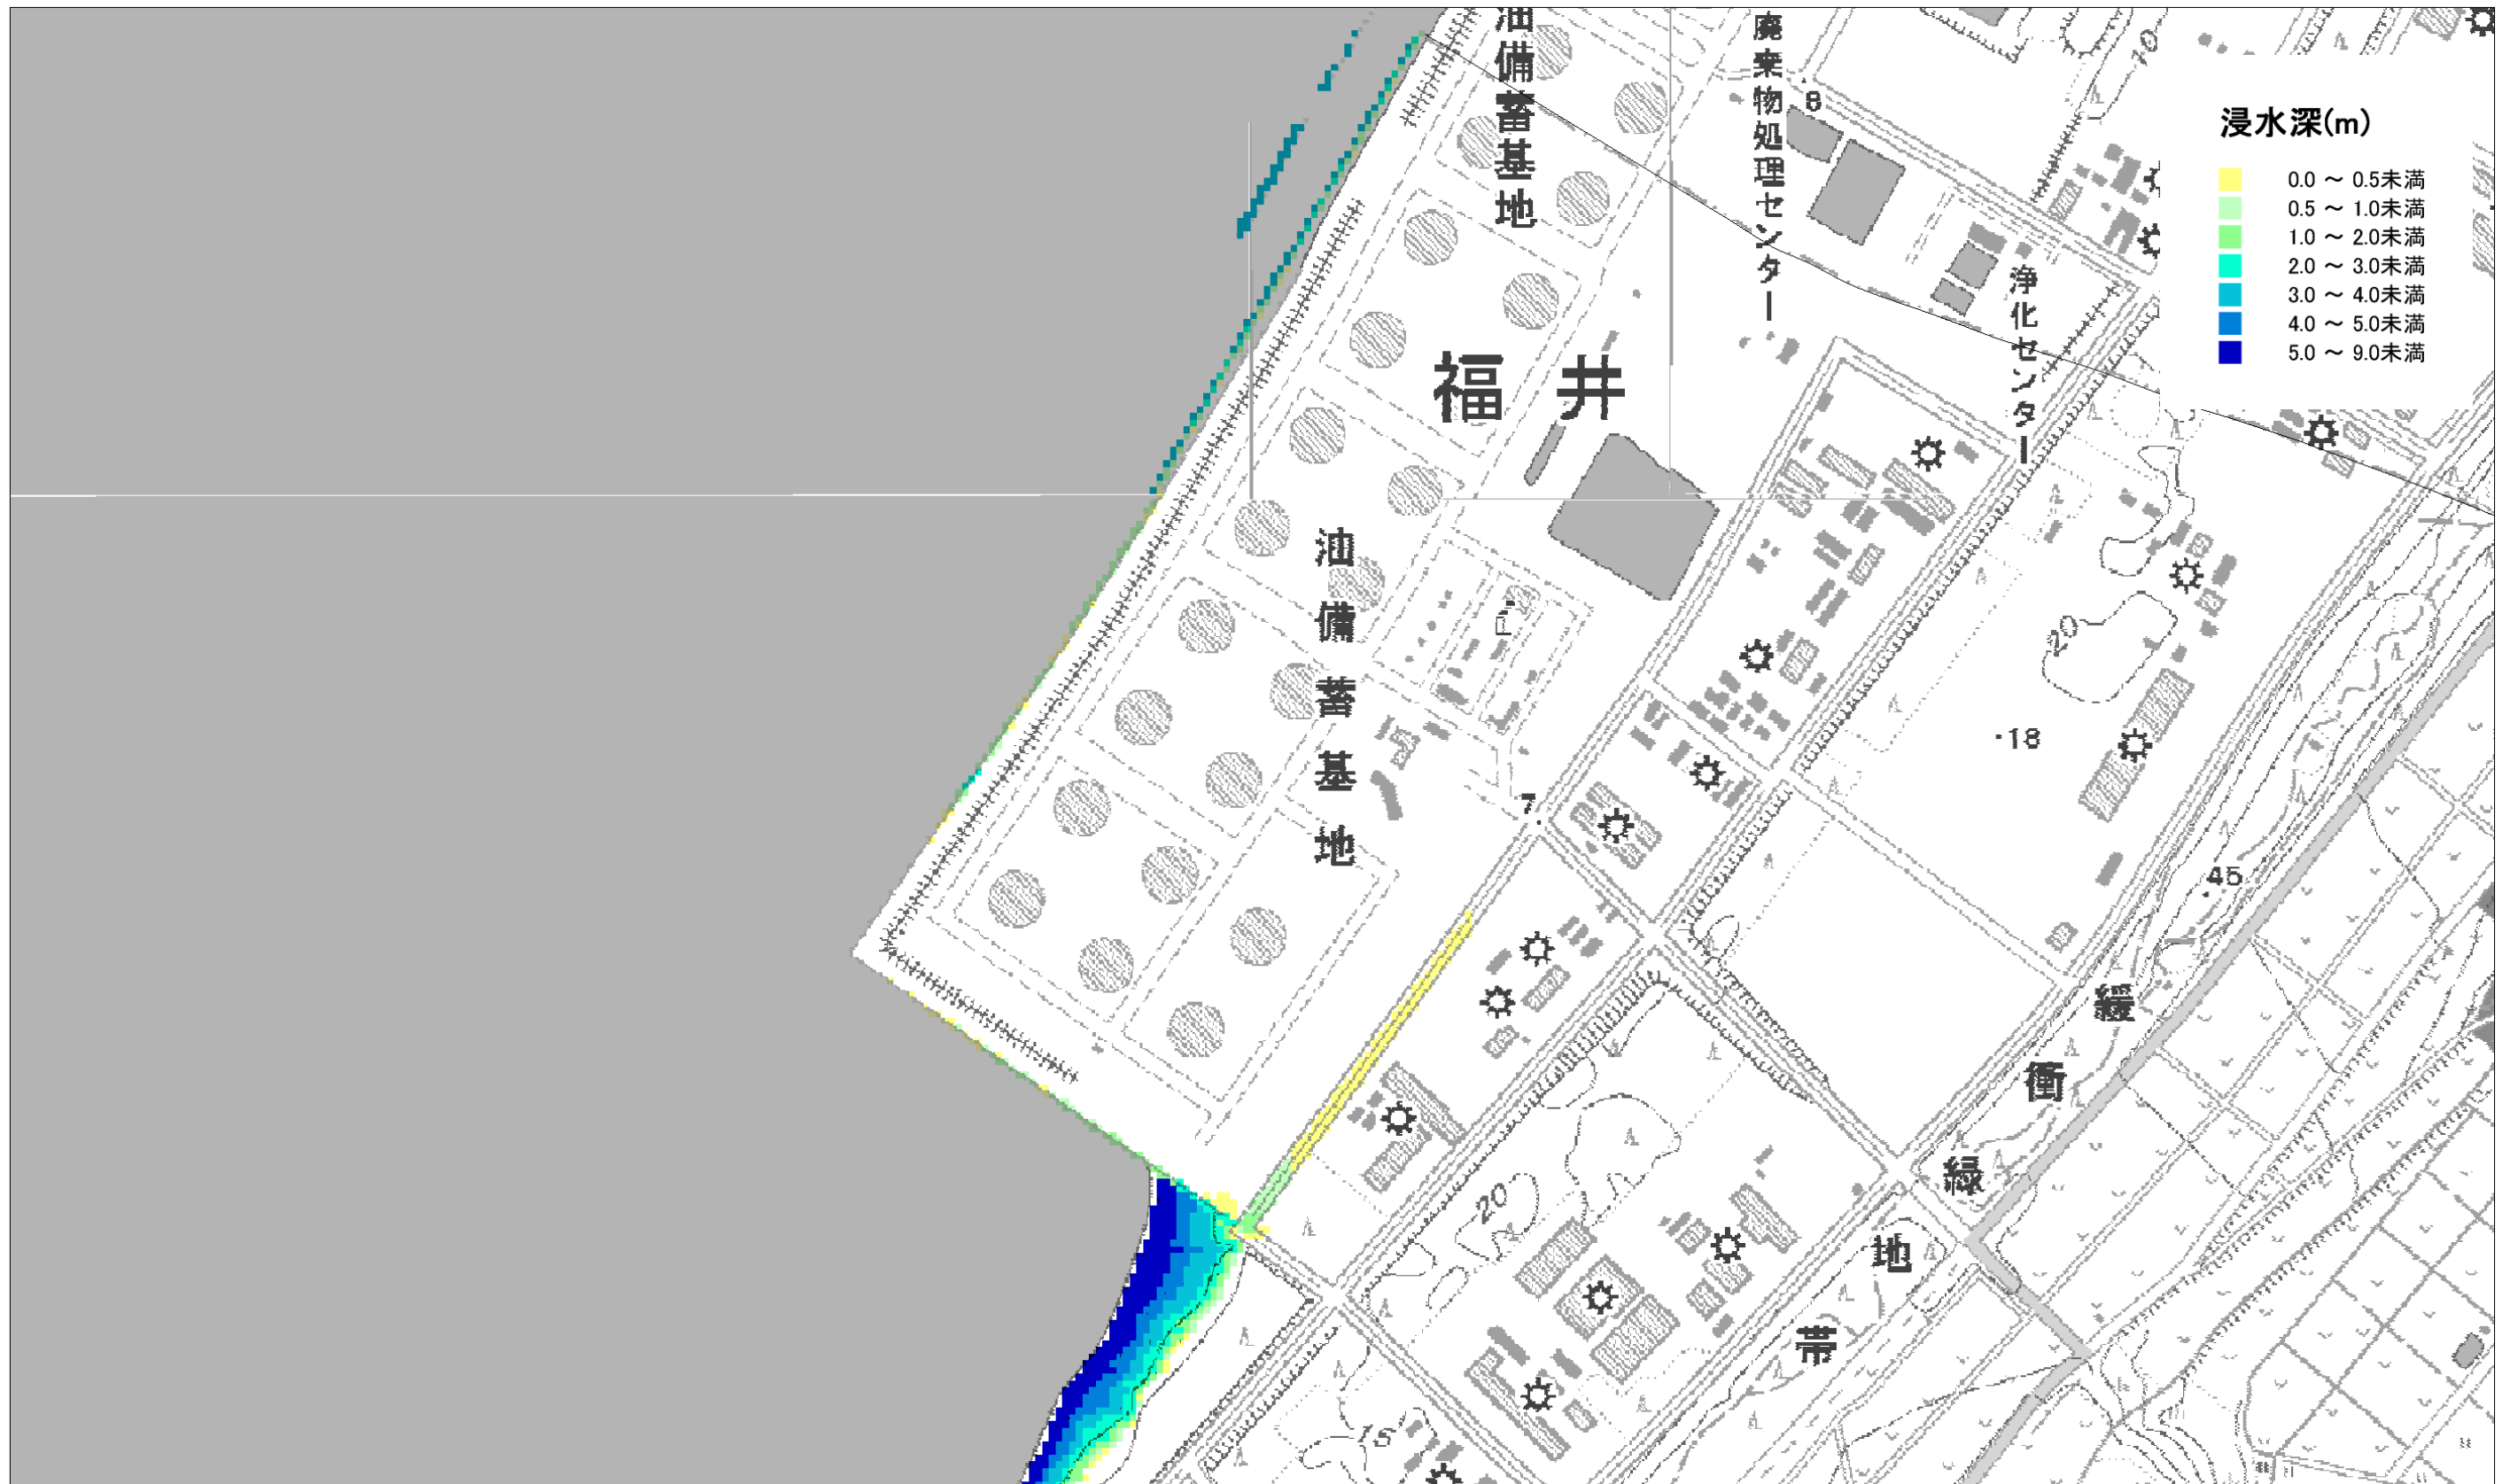 油備蓄基地
廃棄物処理センター
8
10
浸水深(m)
0.0 ～ 0.5未満
0.5 ～ 1.0未満
1.0 ～ 2.0未満
2.0 ～ 3.0未満
3.0 ～ 4.0未満
4.0 ～ 5.0未満
5.0 ～ 9.0未満
浄化センター
福井
油備蓄基地
20
18
7
45
緩衝緑地帯
20
15